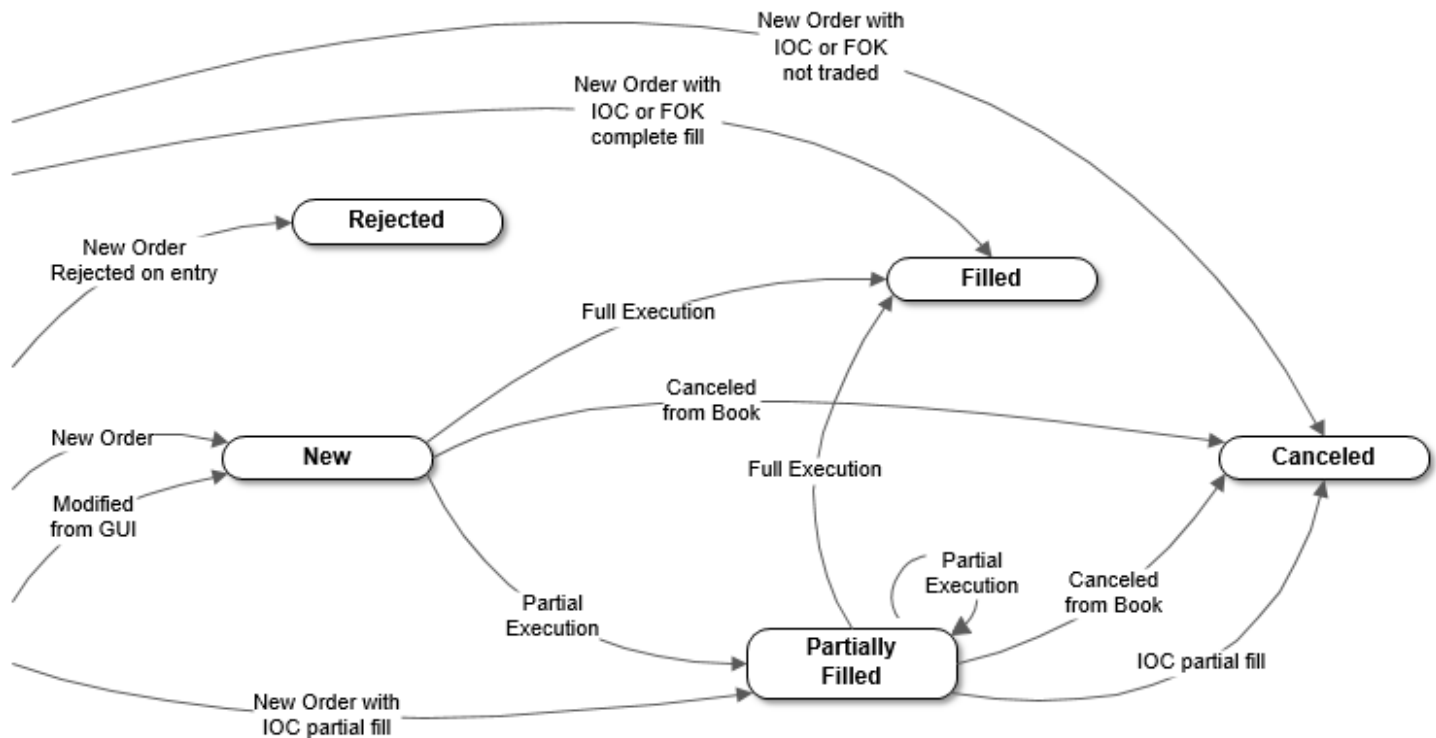 New Order with
IOC or FOK
not traded
New Order with
IOC or FOK
complete fill
Rejected
New Order
Rejected on entry
Filled
Full Execution
Canceled
from Book
New Order
New
Canceled
Full Execution
Modified
from GUI
Partial
Execution
Canceled
from Book
Partial
Execution
Partially
Filled
IOC partial fill
New Order with
IOC partial fill